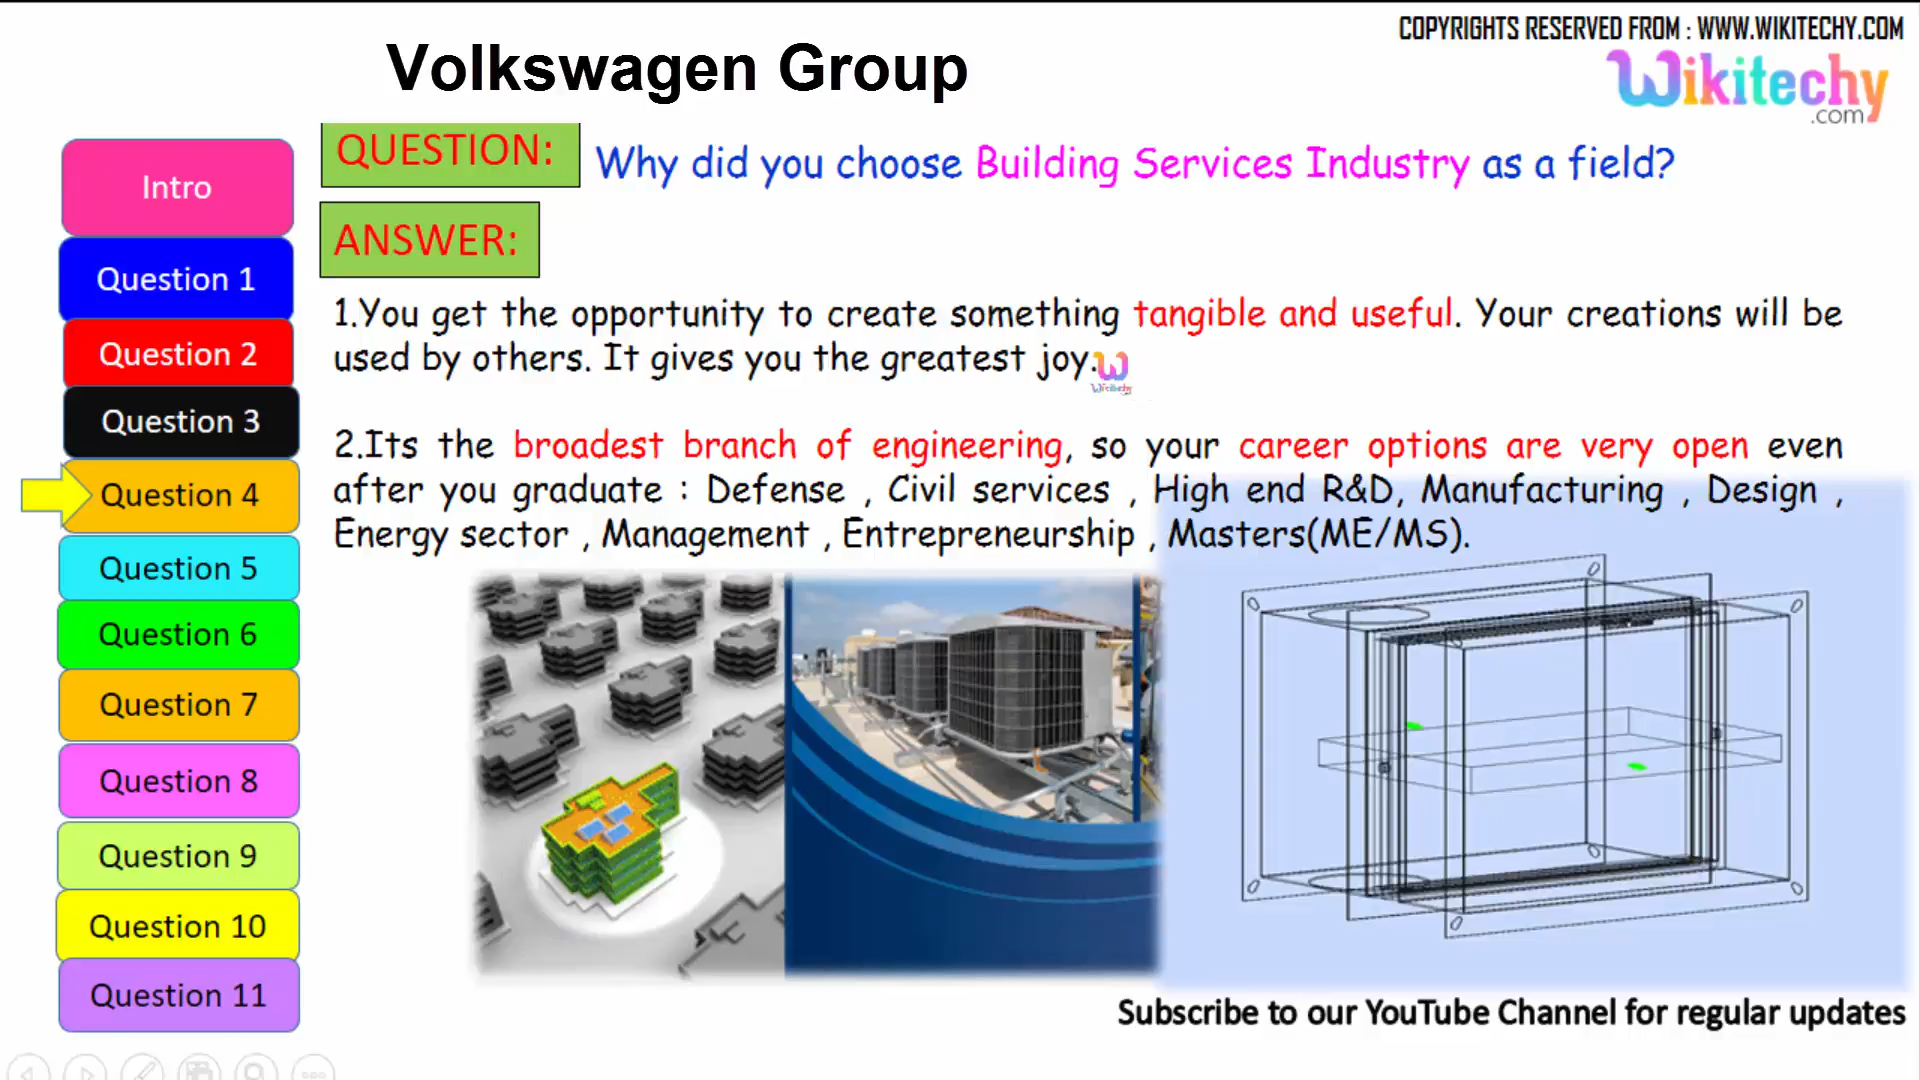 COPYRIGHTS RESERVED FROM : WWW.WIKITECHY.COM
Volkswagen Group
Wikitechy
.com
QUESTION: Why did you choose Building Services Industry as a field?
ANSWER:
1.You get the opportunity to create something tangible and useful. Your creations will be
used by others. It gives you the greatest joy.
W
Wikitechy
2.Its the broadest branch of engineering, so your career options are very open even
after you graduate : Defense , Civil services , High end R&D, Manufacturing , Design ,
Energy sector , Management , Entrepreneurship , Masters(ME/MS).
Intro
Question 1
Question 2
Question 3
Question 4
Question 5
Question 6
Question 7
Question 8
Question 9
Question 10
Question 11
Subscribe to our YouTube Channel for regular updates